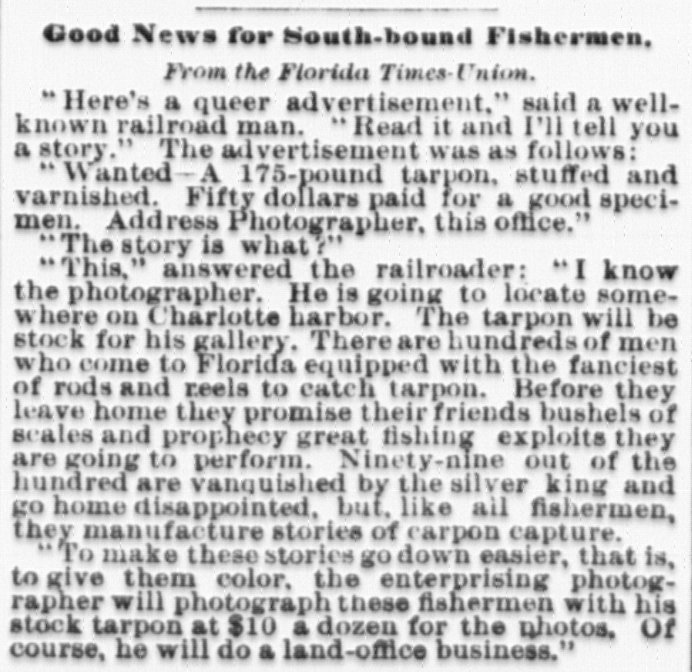 Good News for South-bound Fishermen.
From the Florida Times-Union.
"Here's a queer advertisement," said a well-
known railroad man. "Read it and I'll tell you
a story." The advertisement was as follows:
"Wanted—A 175-pound tarpon, stuffed and
varnished. Fifty dollars paid for a good speci-
men. Address Photographer, this office."
"The story is what?"
"This," answered the railroader: "I know
the photographer. He is going to locate some-
where on Charlotte harbor. The tarpon will be
stock for his gallery. There are hundreds of men
who come to Florida equipped with the fanciest
of rods and reels to catch tarpon. Before they
leave home they promise their friends bushels of
scales and prophecy great fishing exploits they
are going to perform. Ninety-nine out of the
hundred are vanquished by the silver king and
go home disappointed, but, like all fishermen,
they manufacture stories of carpon capture.
"To make these stories go down easier, that is,
to give them color, the enterprising photog-
rapher will photograph these fishermen with his
stock tarpon at $10 a dozen for the photos. Of
course, he will do a land-office business."